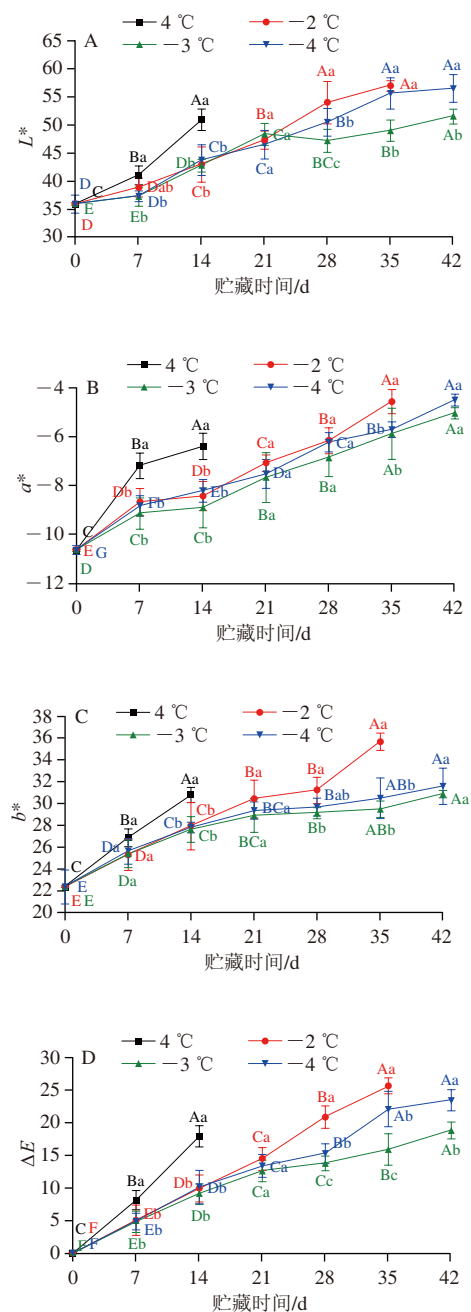 4 ℃ －2 ℃
－3 ℃ －4 ℃
A
65
60
55
50
45
40
35
30
L*
Aa Aa Aa Aa
Aa Ba
Ba Cb Ca Bb
D C Dab Db BCc Bb Aa
E Db Cb Ca
D Eb
0 7 14 21 28 35 42
贮藏时间/d
4 ℃ －2 ℃
－3 ℃ －4 ℃
B
－4
－6
－8
－10
－12
a*
Aa Aa
Ba Aa Ca Ba Bb
Db Db Ca Aa
Fb Eb Da Ab
C Cb Cb Ba Ba
E G
D
0 7 14 21 28 35 42
贮藏时间/d
4 ℃ －2 ℃
－3 ℃ －4 ℃
C
38
36
34
32
30
28
26
24
22
20
b*
Aa
Aa Ba Ba ABb Aa
Ba Cb Cb BCa Bab Aa
Da Da Cb BCa Bb ABb
C E Da
E E
0 7 14 21 28 35 42
贮藏时间/d
4 ℃ －2 ℃
－3 ℃ －4 ℃
D
30
25
20
15
10
5
0
ΔE
Aa Aa
Aa Ba Ab
Ba Ca Bb Ab
Db Db Ca Cc Bc
C E Eb Eb Db Ca
F F Eb
0 7 14 21 28 35 42
贮藏时间/d